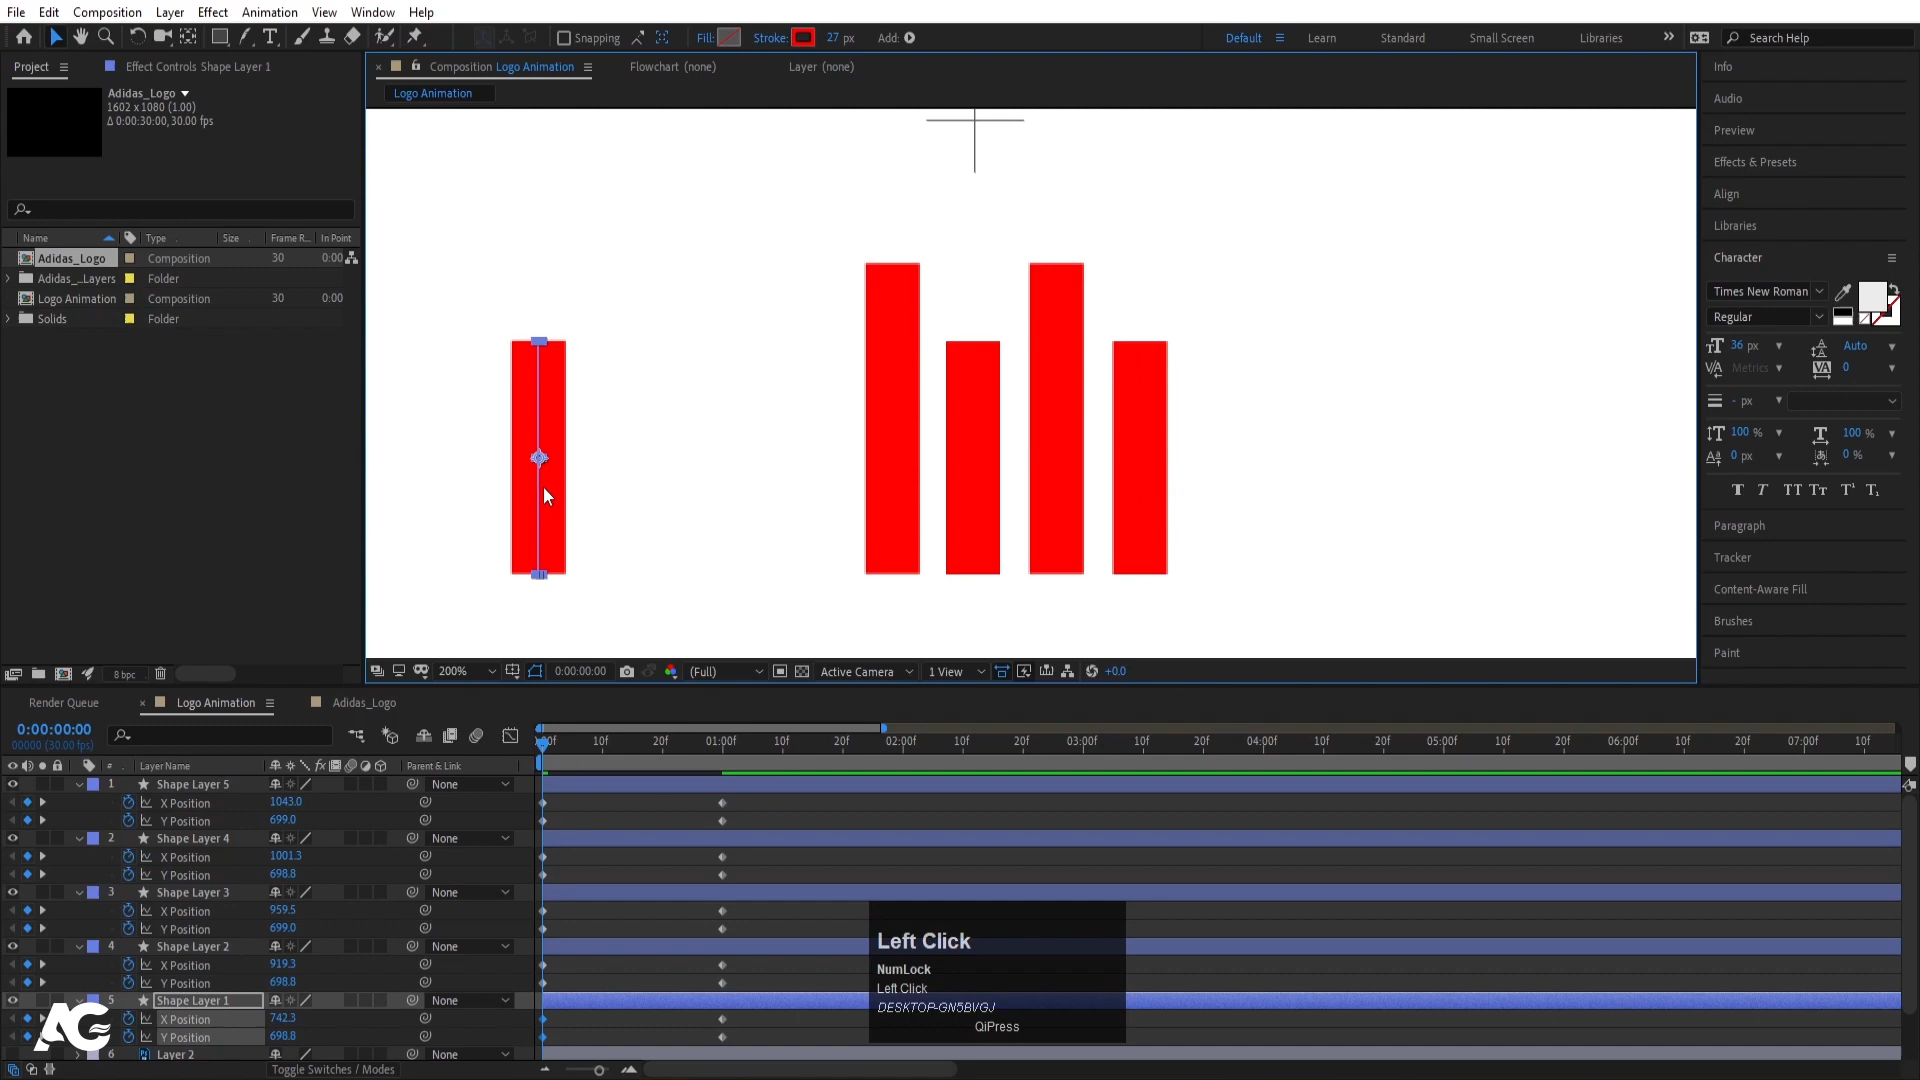 File Edit Composition Layer Effect Animation View Window Help
Snapping Fill: Stroke: 27 px Add: Default Learn Standard Small Screen Libraries Search Help
Project Effect Controls Shape Layer 1 Composition Logo Animation Flowchart (none) Layer (none)
Logo Animation
Adidas_Logo
1602 x 1080 (1.00)
Δ 0:00:30:00, 30.00 fps
Name Type Size Frame R... In Point
Adidas_Logo Composition 30 0:00
Adidas_...Layers Folder
Logo Animation Composition 30 0:00
Solids Folder
8 bpc
200% 0:00:00:00 (Full) Active Camera 1 View +0.0
Info
Audio
Preview
Effects & Presets
Align
Libraries
Character
Times New Roman
Regular
36 px Auto
Metrics 0
- px
100 % 100 %
0 px 0 %
Paragraph
Tracker
Content-Aware Fill
Brushes
Paint
Render Queue Logo Animation Adidas_Logo
0:00:00:00
00000 (30.00 fps)
10f 20f 01:00f 10f 20f 02:00f 10f 20f 03:00f 10f 20f 04:00f 10f 20f 05:00f 10f 20f 06:00f 10f 20f 07:00f 10f
# Layer Name Parent & Link
1 Shape Layer 5 None
X Position 1043.0
Y Position 699.0
2 Shape Layer 4 None
X Position 1001.3
Y Position 698.8
3 Shape Layer 3 None
X Position 959.5
Y Position 699.0
4 Shape Layer 2 None
X Position 919.3
Y Position 698.8
5 Shape Layer 1 None
X Position 742.3
Y Position 698.8
6 Layer 2 None
Toggle Switches / Modes
Left Click
NumLock
Left Click
DESKTOP-GN5BVGJ
QiPress
AG